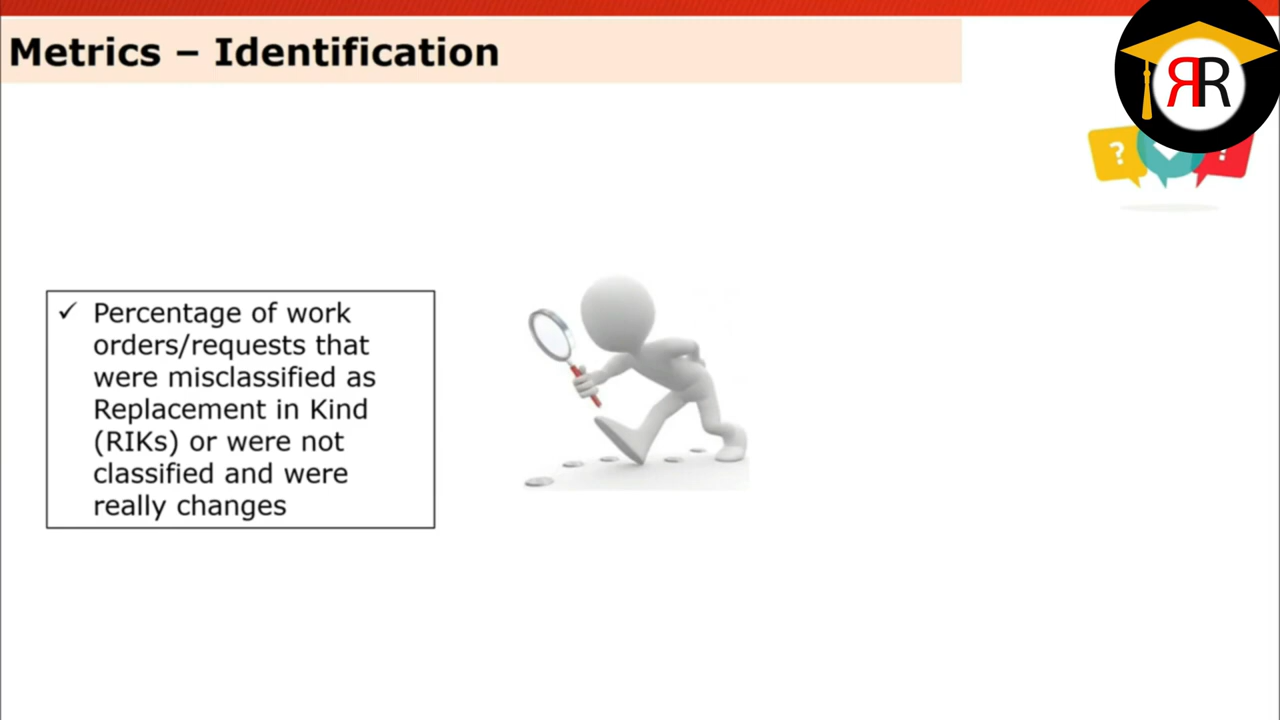 Metrics – Identification
ЯR
?
!
✓ Percentage of work
orders/requests that
were misclassified as
Replacement in Kind
(RIKs) or were not
classified and were
really changes